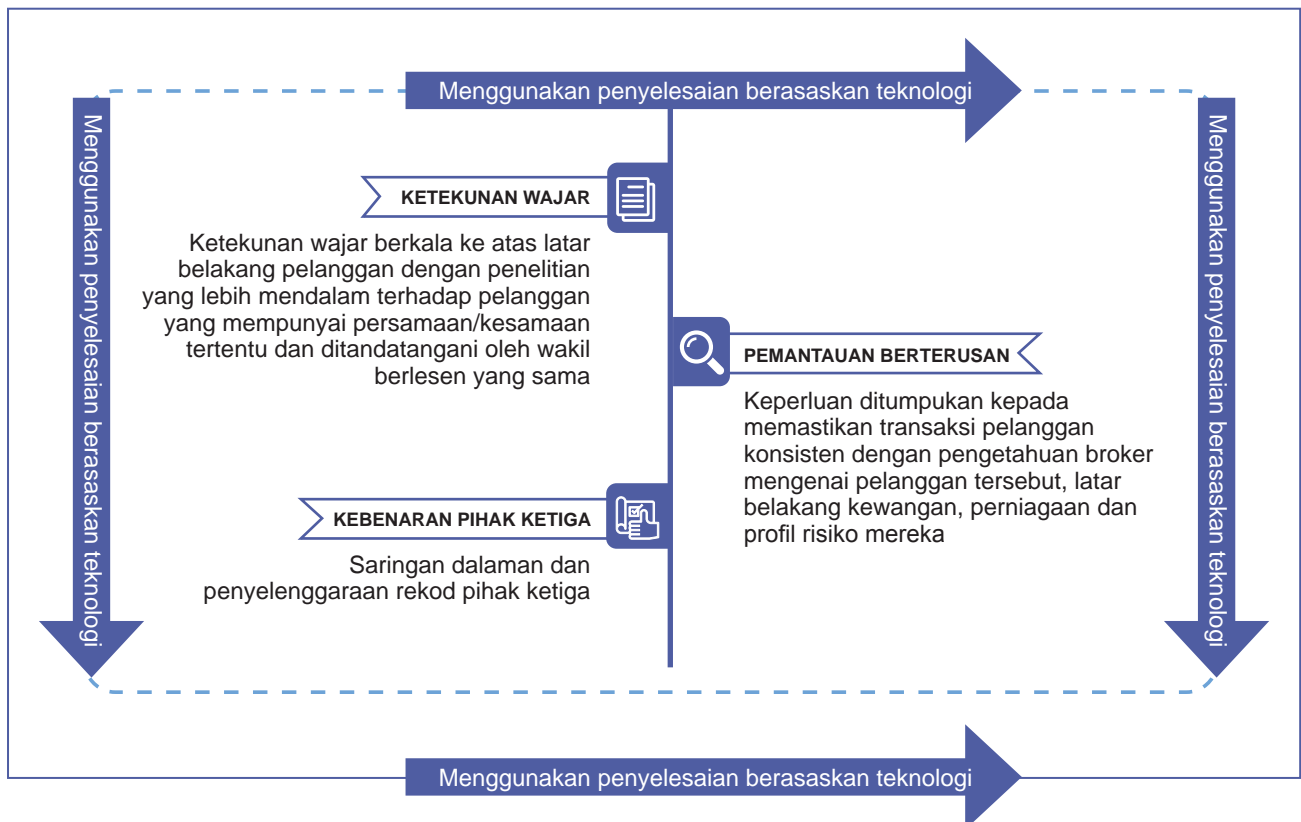 Menggunakan penyelesaian berasaskan teknologi
Menggunakan penyelesaian berasaskan teknologi
KETEKUNAN WAJAR
Ketekunan wajar berkala ke atas latar
belakang pelanggan dengan penelitian
yang lebih mendalam terhadap pelanggan
yang mempunyai persamaan/kesamaan
tertentu dan ditandatangani oleh wakil
berlesen yang sama
PEMANTAUAN BERTERUSAN
Keperluan ditumpukan kepada
memastikan transaksi pelanggan
konsisten dengan pengetahuan broker
mengenai pelanggan tersebut, latar
belakang kewangan, perniagaan dan
profil risiko mereka
KEBENARAN PIHAK KETIGA
Saringan dalaman dan
penyelenggaraan rekod pihak ketiga
Menggunakan penyelesaian berasaskan teknologi
Menggunakan penyelesaian berasaskan teknologi